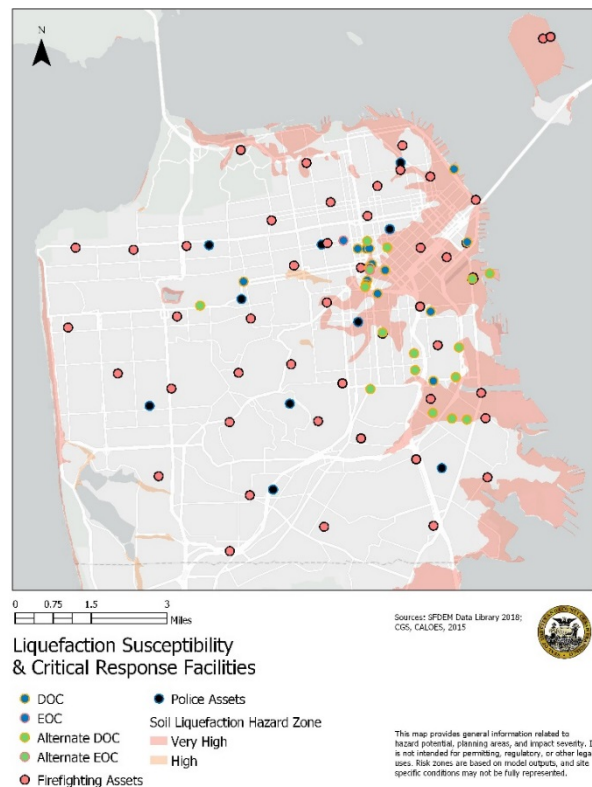 N
0 0.75 1.5 3
Miles
Sources: SFDEM Data Library 2018;
CGS, CALOES, 2015
Liquefaction Susceptibility
& Critical Response Facilities
DOC
EOC
Alternate DOC
Alternate EOC
Firefighting Assets
Police Assets
Soil Liquefaction Hazard Zone
Very High
High
This map provides general information related to
hazard potential, planning areas, and impact severity. I
is not intended for permitting, regulatory, or other lega
uses. Risk zones are based on model outputs, and site
specific conditions may not be fully represented.